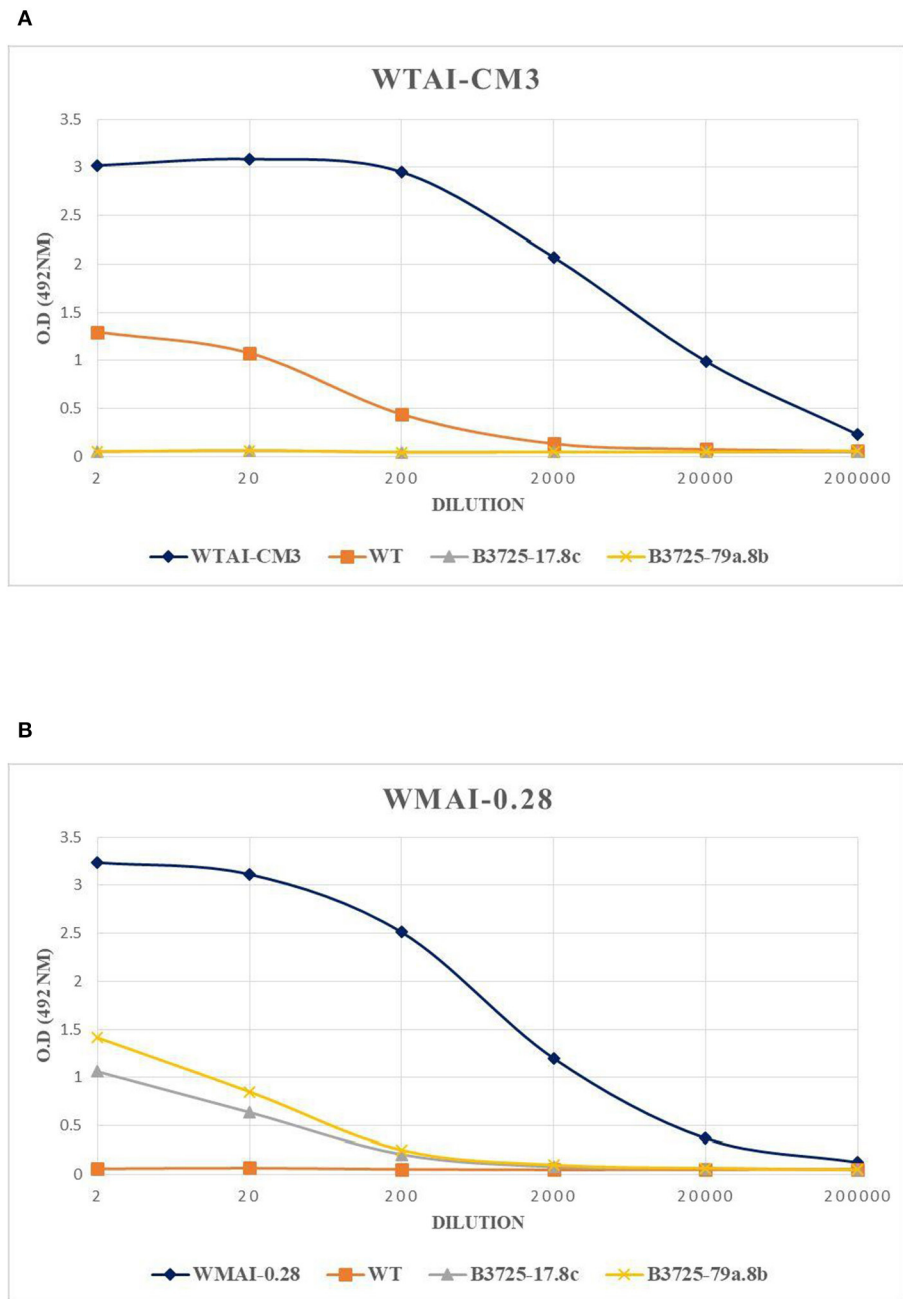 A
WTAI-CM3
3.5
3
2.5
2
1.5
1
0.5
0
O.D (492NM)
2 20 200 2000 20000 200000
DILUTION
WTAI-CM3 WT B3725-17.8c B3725-79a.8b
B
WMAI-0.28
3.5
3
2.5
2
1.5
1
0.5
0
O.D (492 NM)
2 20 200 2000 20000 200000
DILUTION
WMAI-0.28 WT B3725-17.8c B3725-79a.8b